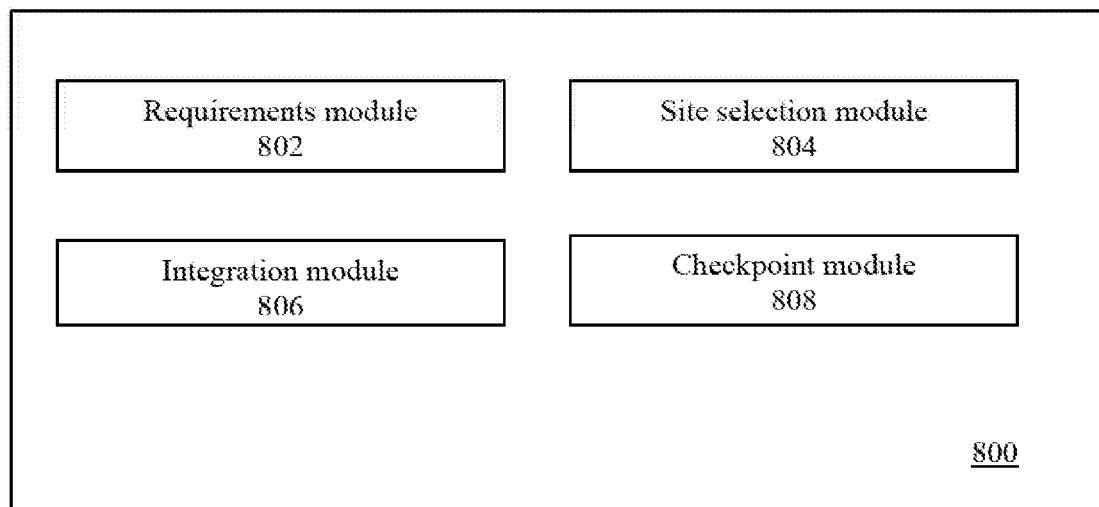 Requirements module
802
Site selection module
804
Integration module
806
Checkpoint module
808
800